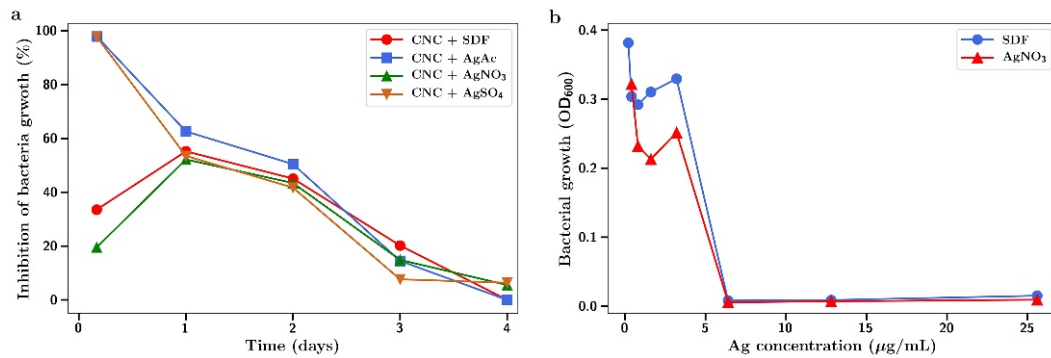 a
Inhibition of bacteria grwoth (%)
100
80
60
40
20
0
0 1 2 3 4
Time (days)
CNC + SDF
CNC + AgAc
CNC + AgNO₃
CNC + AgSO₄
b
Bacterial growth (OD₆₀₀)
0.4
0.3
0.2
0.1
0.0
0 5 10 15 20 25
Ag concentration (μg/mL)
SDF
AgNO₃